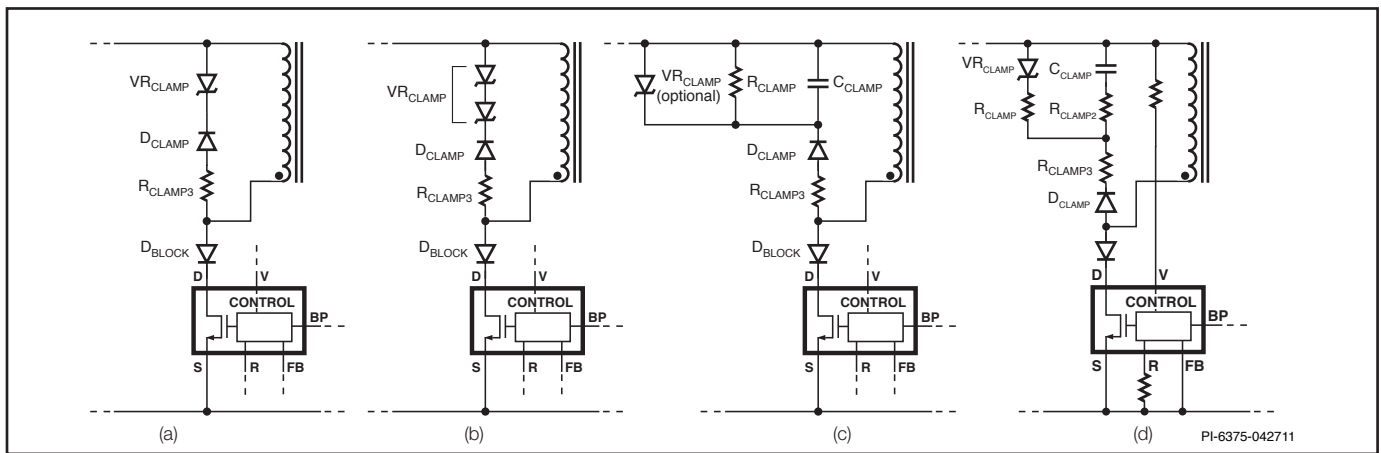 VR_CLAMP
D_CLAMP
R_CLAMP3
D_BLOCK
D
V
CONTROL
BP
S
R
FB
(a)
VR_CLAMP
D_CLAMP
R_CLAMP3
D_BLOCK
D
V
CONTROL
BP
S
R
FB
(b)
VR_CLAMP
(optional)
R_CLAMP
C_CLAMP
D_CLAMP
R_CLAMP3
D_BLOCK
D
V
CONTROL
BP
S
R
FB
(c)
VR_CLAMP
C_CLAMP
R_CLAMP
R_CLAMP2
R_CLAMP3
D_CLAMP
D
V
CONTROL
BP
S
R
FB
(d)
PI-6375-042711